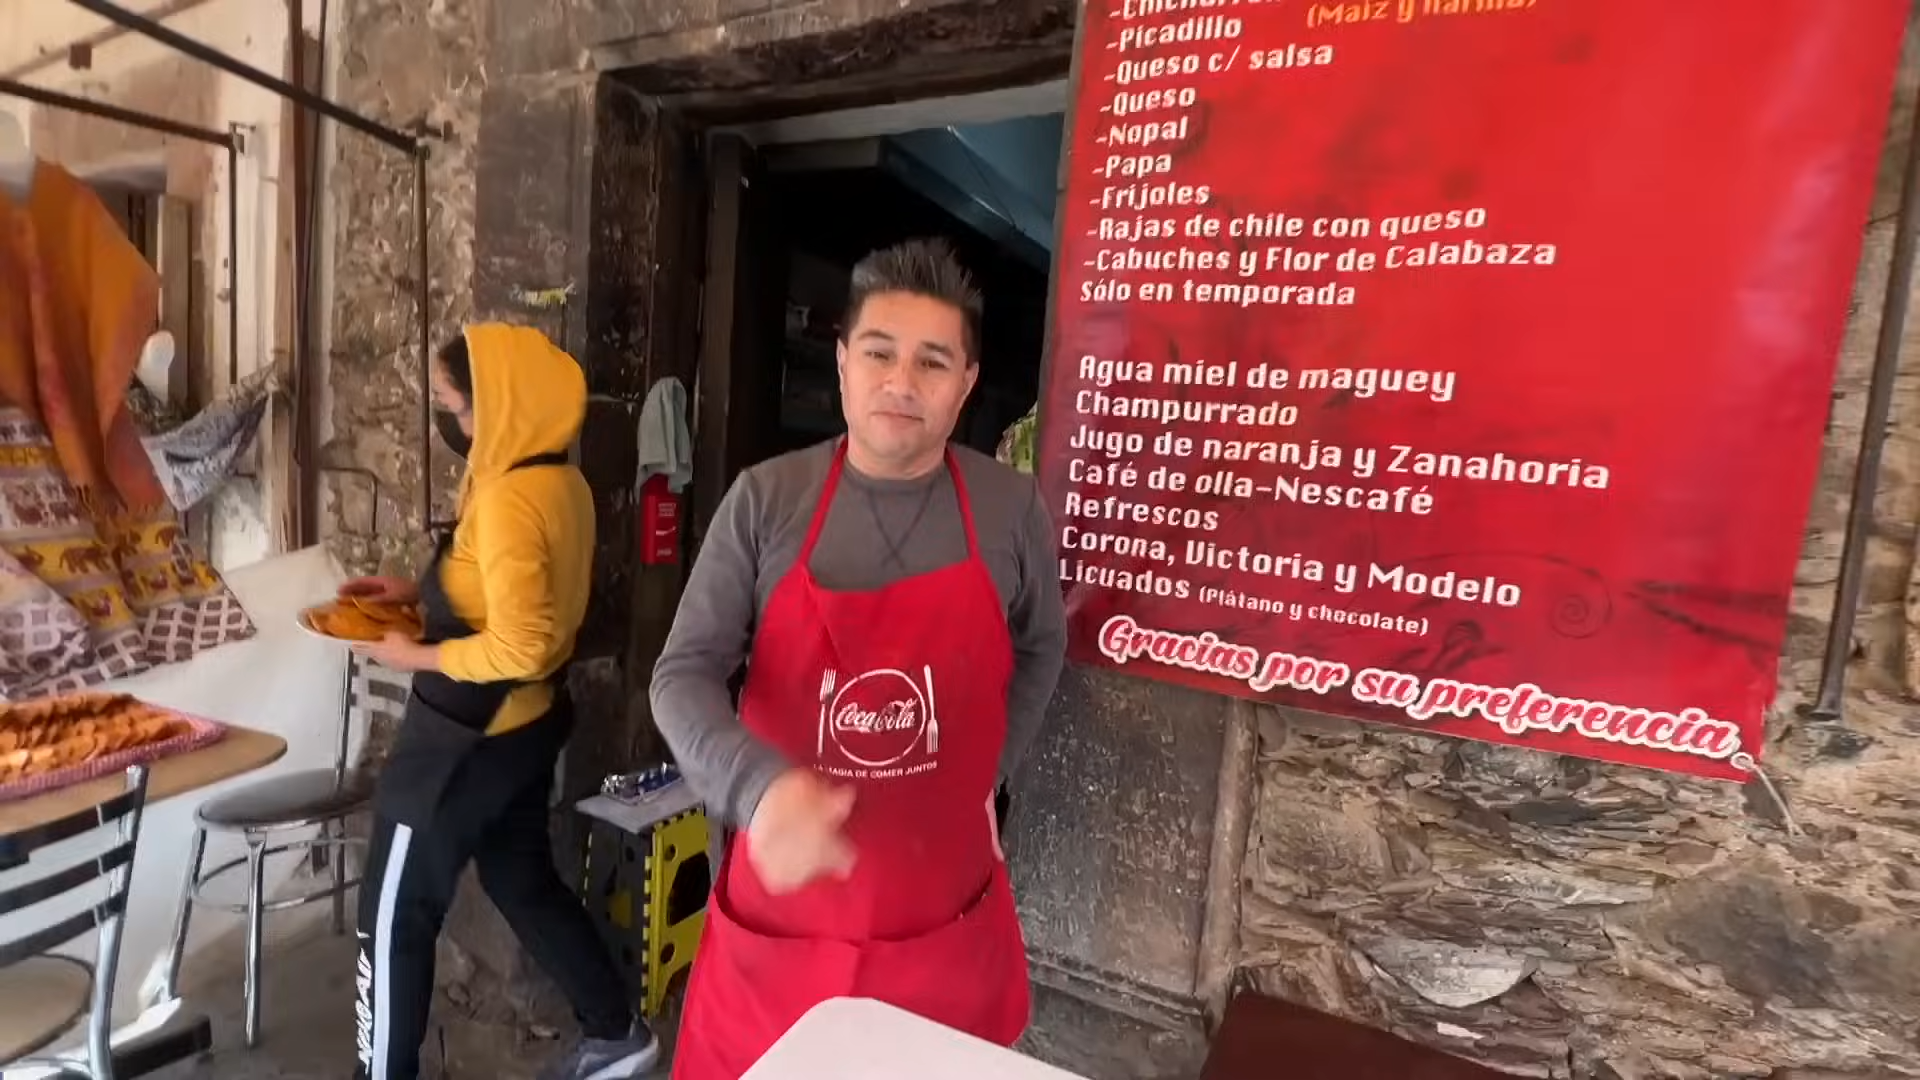 (Maíz y harina)
-Picadillo
-Queso c/ salsa
-Queso
-Nopal
-Papa
-Frijoles
-Rajas de chile con queso
-Cabuches y Flor de Calabaza
Sólo en temporada
Agua miel de maguey
Champurrado
Jugo de naranja y Zanahoria
Café de olla-Nescafé
Refrescos
Corona, Victoria y Modelo
Licuados (Plátano y chocolate)
Gracias por su preferencia
Coca-Cola
LA MAGIA DE COMER JUNTOS